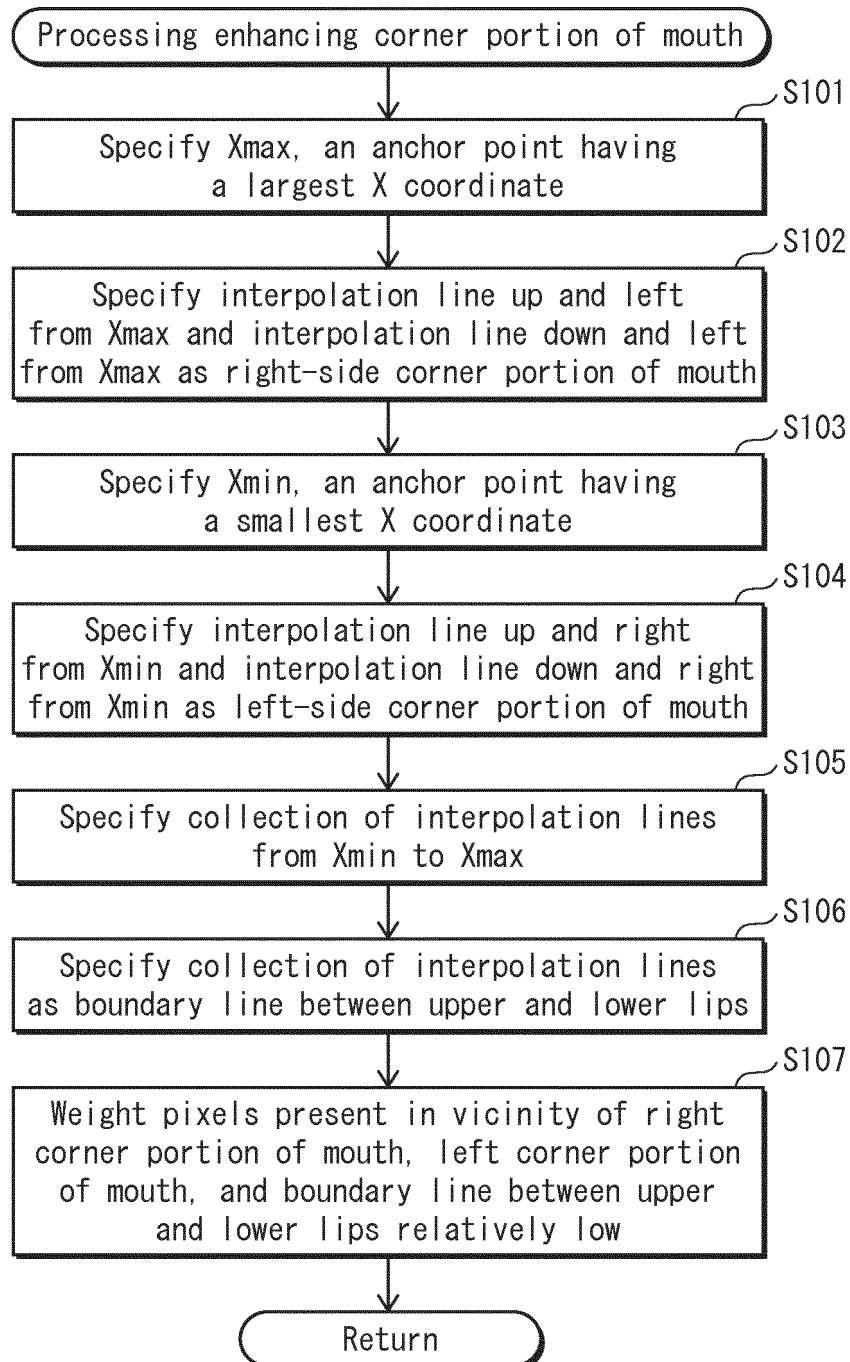 Processing enhancing corner portion of mouth
S101
Specify Xmax, an anchor point having
a largest X coordinate
S102
Specify interpolation line up and left
from Xmax and interpolation line down and left
from Xmax as right-side corner portion of mouth
S103
Specify Xmin, an anchor point having
a smallest X coordinate
S104
Specify interpolation line up and right
from Xmin and interpolation line down and right
from Xmin as left-side corner portion of mouth
S105
Specify collection of interpolation lines
from Xmin to Xmax
S106
Specify collection of interpolation lines
as boundary line between upper and lower lips
S107
Weight pixels present in vicinity of right
corner portion of mouth, left corner portion
of mouth, and boundary line between upper
and lower lips relatively low
Return